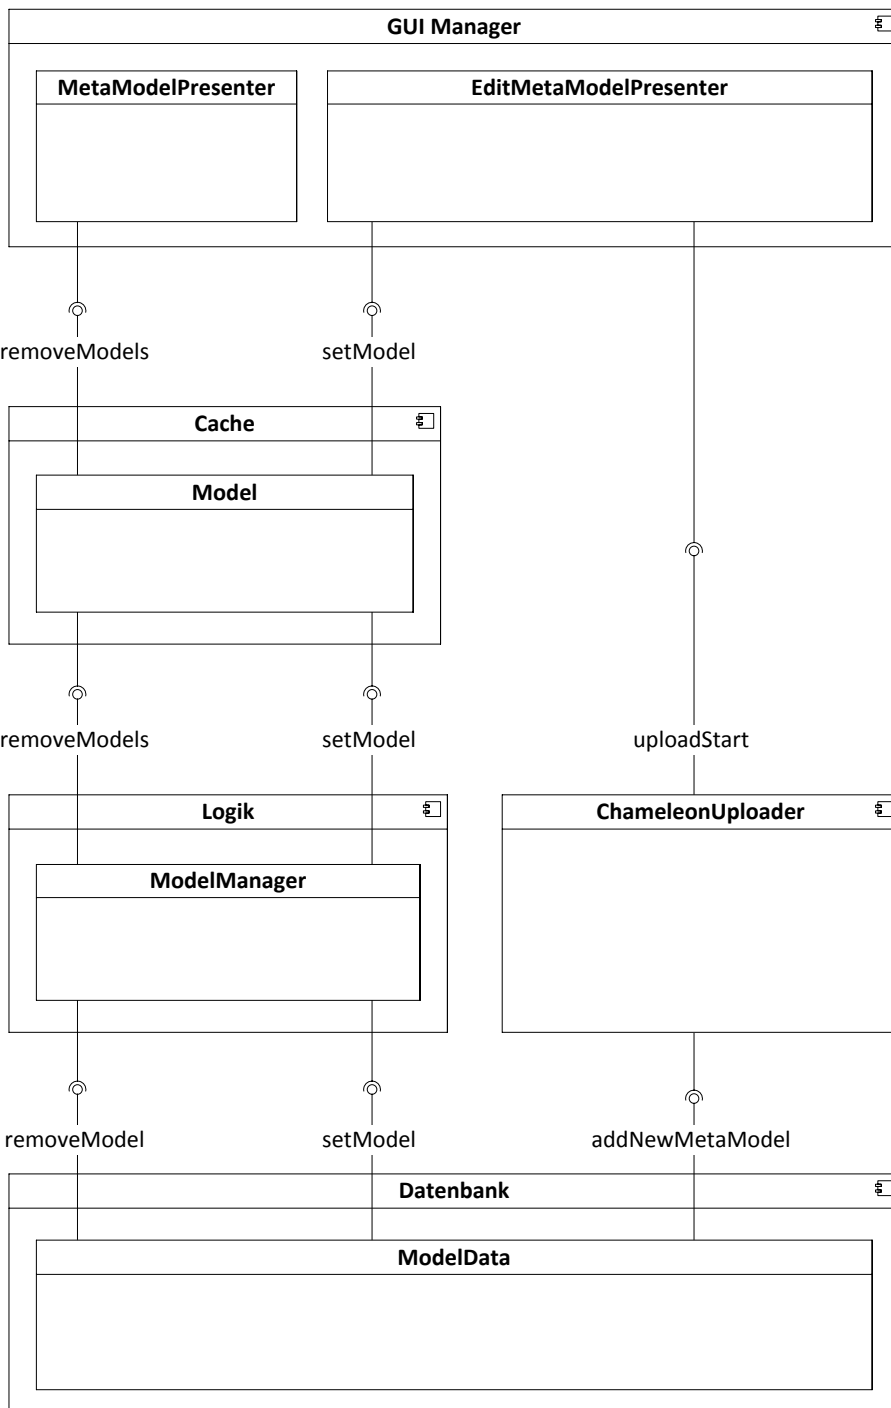 GUI Manager
MetaModelPresenter
EditMetaModelPresenter
removeModels
setModel
Cache
Model
removeModels
setModel
uploadStart
Logik
ChameleonUploader
ModelManager
removeModel
setModel
addNewMetaModel
Datenbank
ModelData